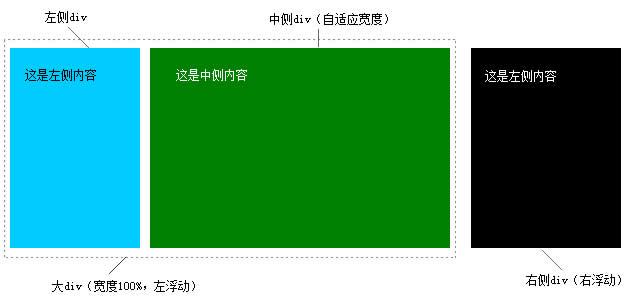 左侧div
中侧div（自适应宽度）
这是左侧内容
这是中侧内容
这是左侧内容
大div（宽度100%，左浮动）
右侧div（右浮动）